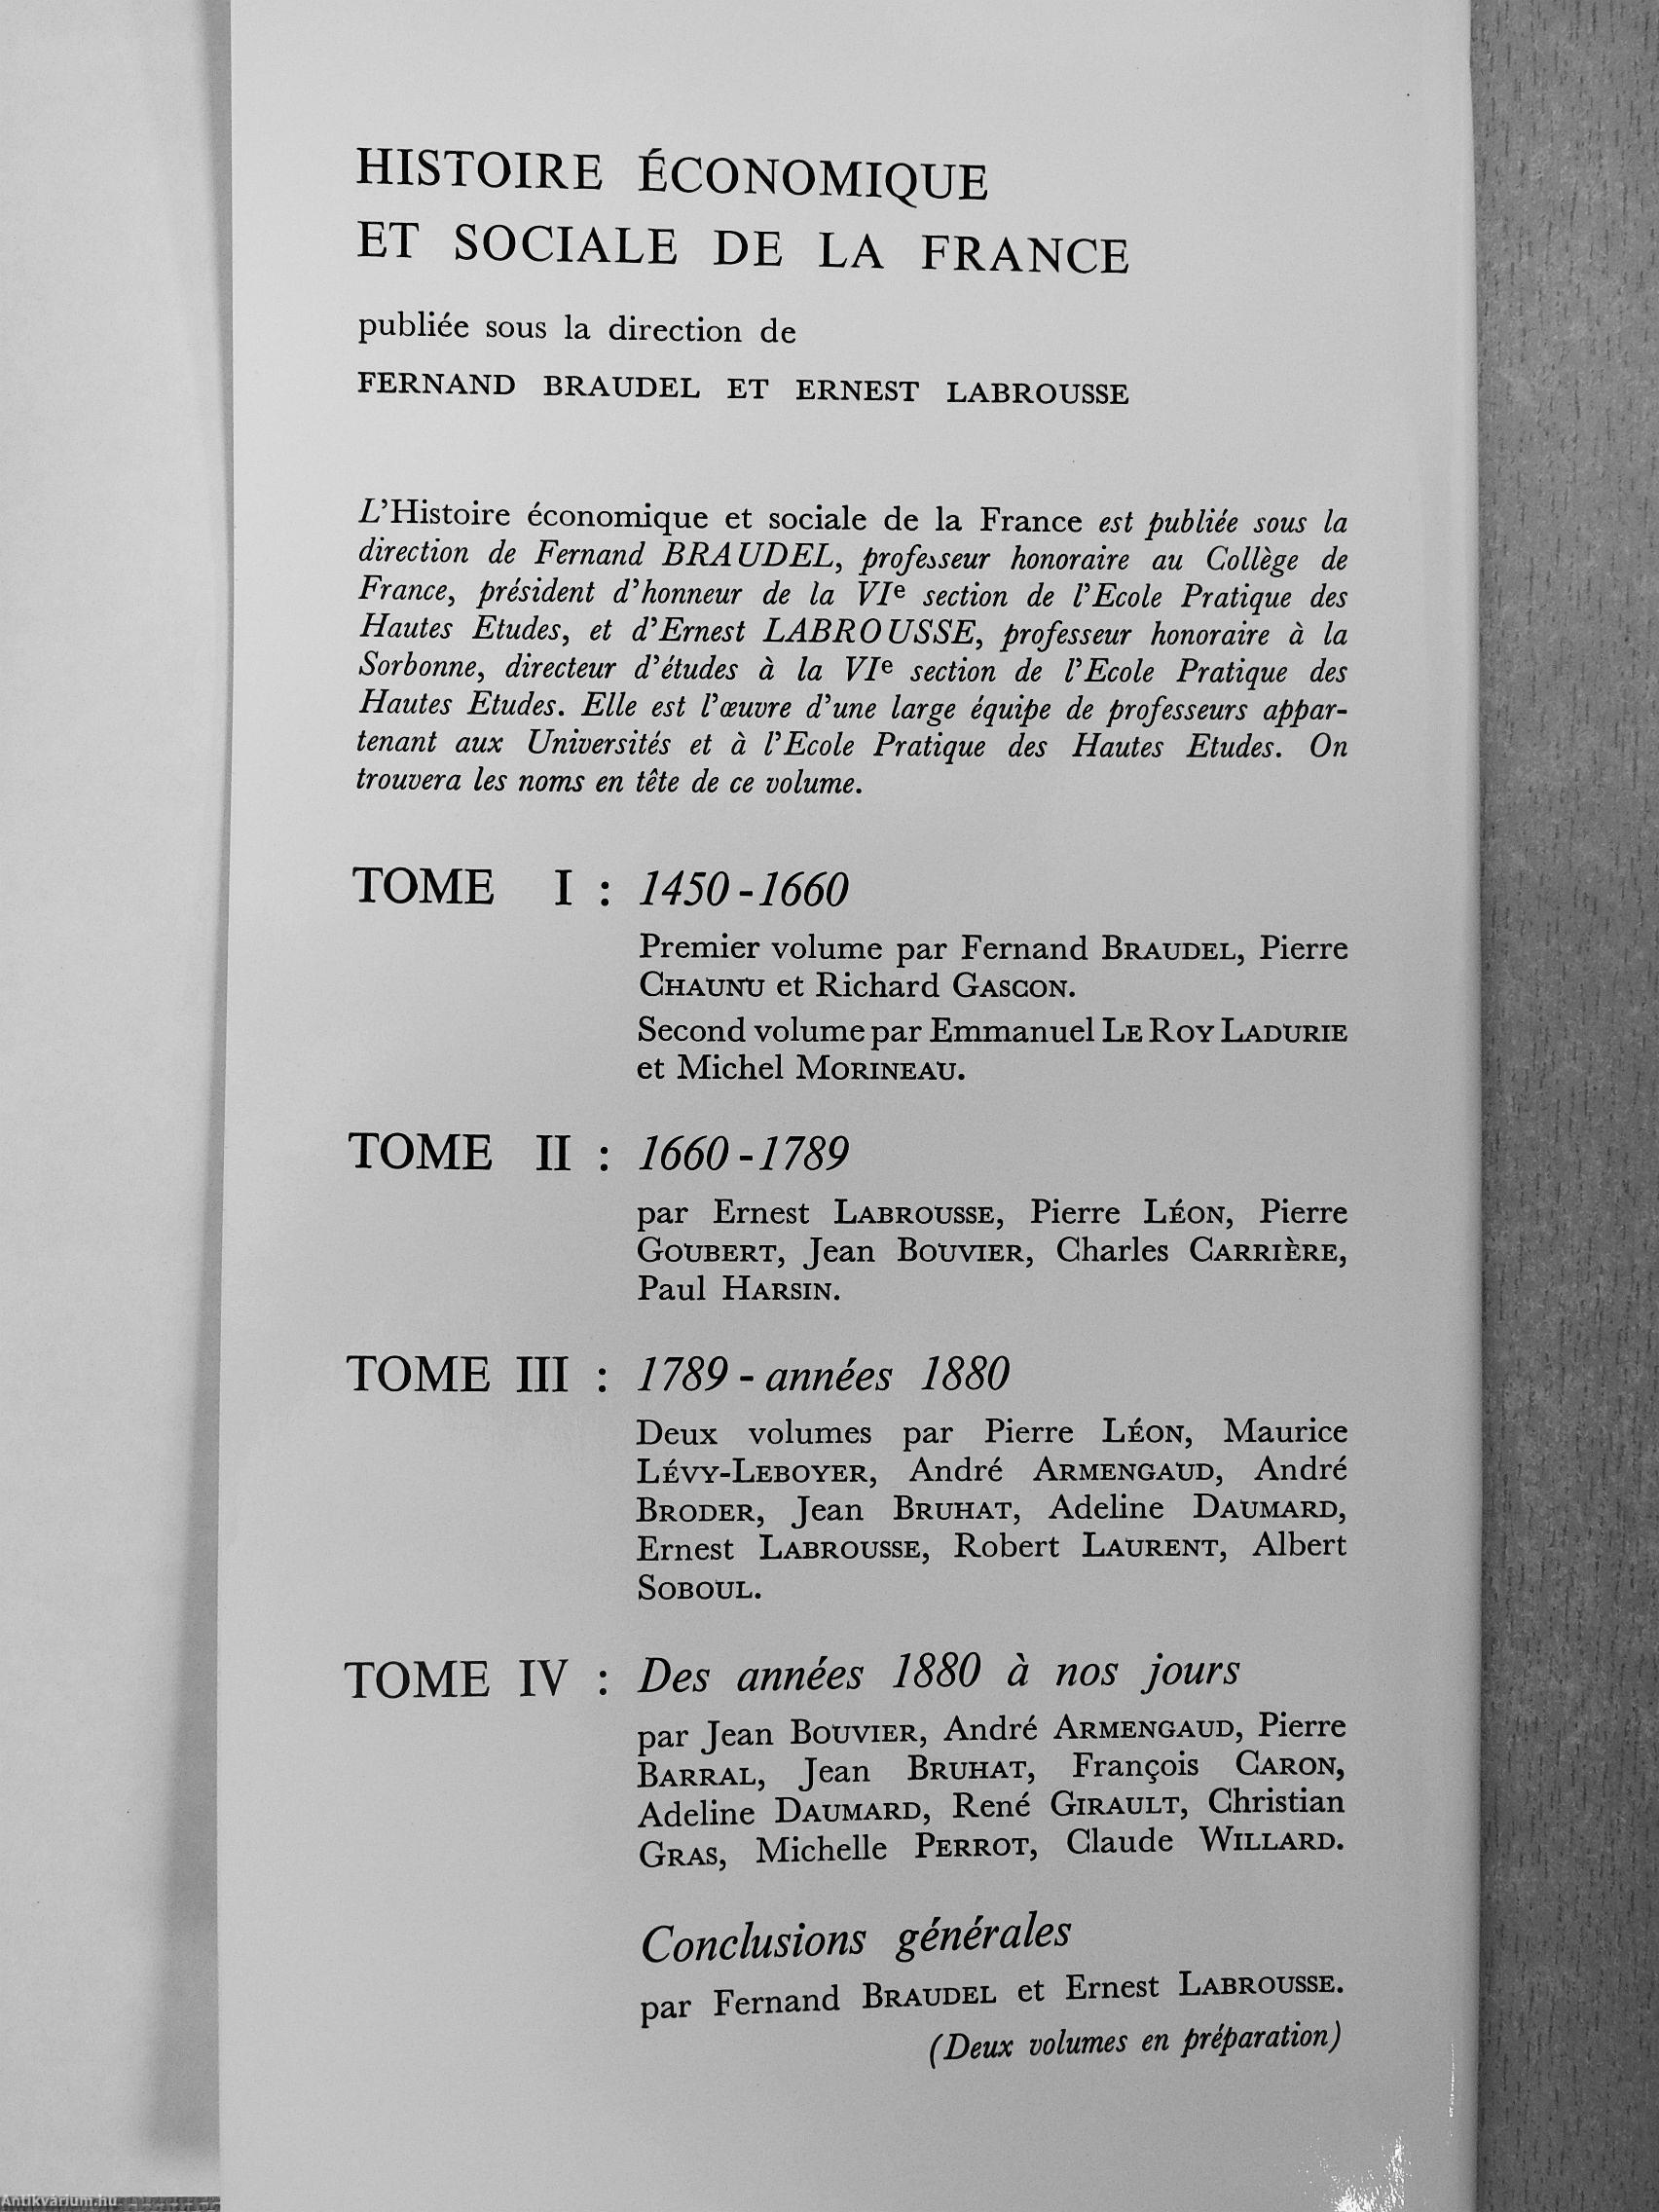 HISTOIRE ÉCONOMIQUE
ET SOCIALE DE LA FRANCE
publiée sous la direction de
FERNAND BRAUDEL ET ERNEST LABROUSSE
L'Histoire économique et sociale de la France est publiée sous la
direction de Fernand BRAUDEL, professeur honoraire au Collège de
France, président d'honneur de la VIe section de l'Ecole Pratique des
Hautes Etudes, et d'Ernest LABROUSSE, professeur honoraire à la
Sorbonne, directeur d'études à la VIe section de l'Ecole Pratique des
Hautes Etudes. Elle est l'œuvre d'une large équipe de professeurs appar-
tenant aux Universités et à l'Ecole Pratique des Hautes Etudes. On
trouvera les noms en tête de ce volume.
TOME I : 1450-1660
Premier volume par Fernand BRAUDEL, Pierre
CHAUNU et Richard GASCON.
Second volume par Emmanuel LE ROY LADURIE
et Michel MORINEAU.
TOME II : 1660-1789
par Ernest LABROUSSE, Pierre LÉON, Pierre
GOUBERT, Jean BOUVIER, Charles CARRIÈRE,
Paul HARSIN.
TOME III : 1789 - années 1880
Deux volumes par Pierre LÉON, Maurice
LÉVY-LEBOYER, André ARMENGAUD, André
BRODER, Jean BRUHAT, Adeline DAUMARD,
Ernest LABROUSSE, Robert LAURENT, Albert
SOBOUL.
TOME IV : Des années 1880 à nos jours
par Jean BOUVIER, André ARMENGAUD, Pierre
BARRAL, Jean BRUHAT, François CARON,
Adeline DAUMARD, René GIRAULT, Christian
GRAS, Michelle PERROT, Claude WILLARD.
Conclusions générales
par Fernand BRAUDEL et Ernest LABROUSSE.
(Deux volumes en préparation)
Antikvárium.hu